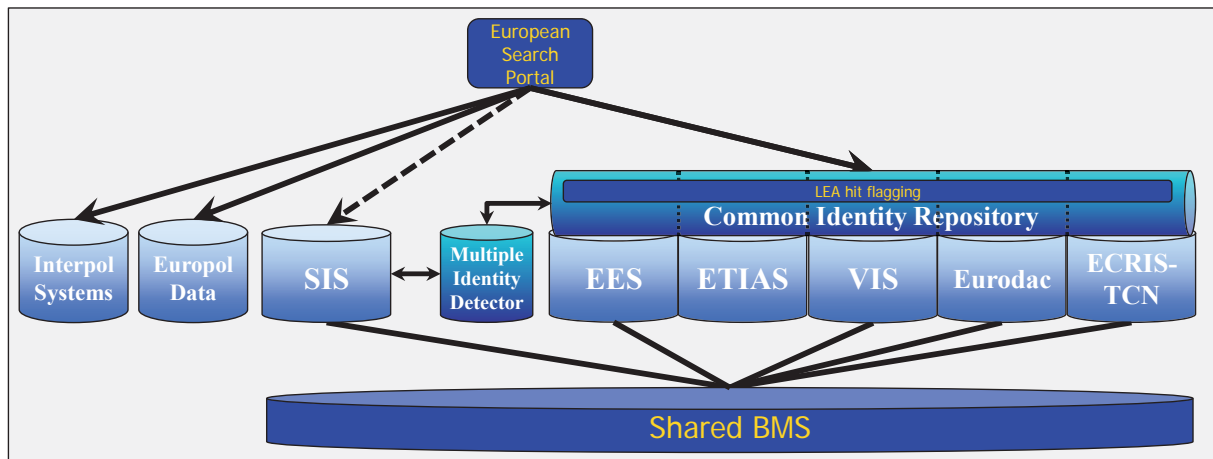 European
Search
Portal
LEA hit flagging
Common Identity Repository
Interpol
Systems
Europol
Data
SIS
Multiple
Identity
Detector
EES
ETIAS
VIS
Eurodac
ECRIS-
TCN
Shared BMS